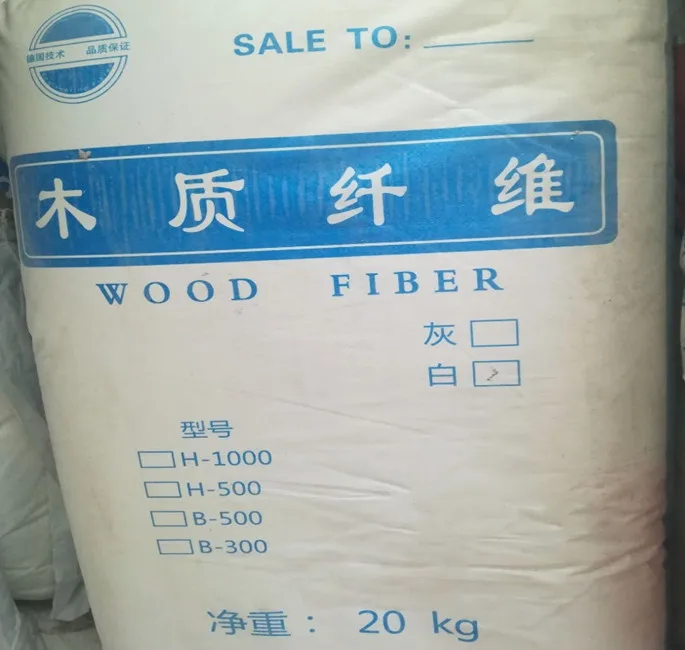 德国技术 品质保证
SALE TO:
木质纤维
WOOD FIBER
灰
白
型号
H-1000
H-500
B-500
B-300
净重： 20 kg